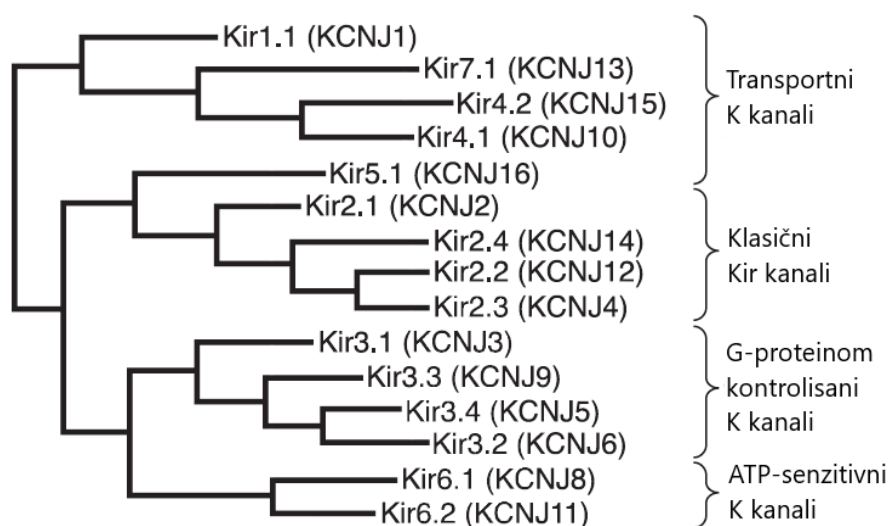 Kir1.1 (KCNJ1)
Kir7.1 (KCNJ13)
Kir4.2 (KCNJ15)
Kir4.1 (KCNJ10)
Kir5.1 (KCNJ16)
Transportni
K kanali
Kir2.1 (KCNJ2)
Kir2.4 (KCNJ14)
Kir2.2 (KCNJ12)
Kir2.3 (KCNJ4)
Klasični
Kir kanali
Kir3.1 (KCNJ3)
Kir3.3 (KCNJ9)
Kir3.4 (KCNJ5)
Kir3.2 (KCNJ6)
G-proteinom
kontrolisani
K kanali
Kir6.1 (KCNJ8)
Kir6.2 (KCNJ11)
ATP-senzitivni
K kanali